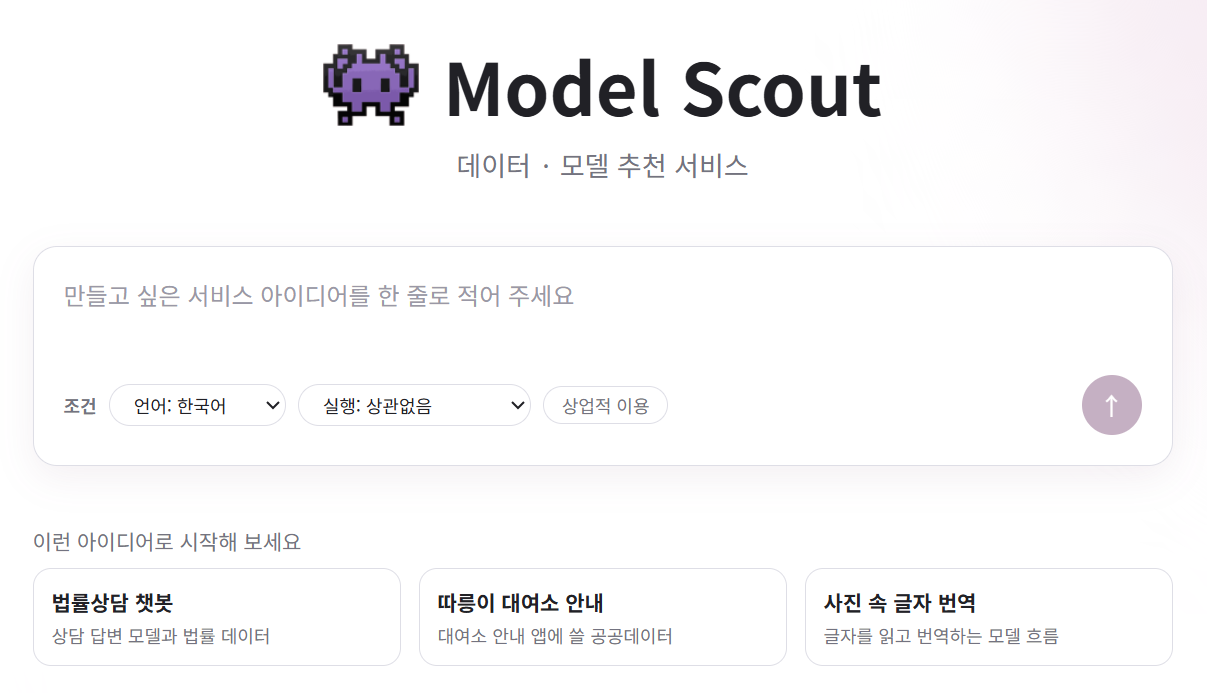 Model Scout
데이터 · 모델 추천 서비스
만들고 싶은 서비스 아이디어를 한 줄로 적어 주세요
조건 언어: 한국어 실행: 상관없음 상업적 이용 ↑
이런 아이디어로 시작해 보세요
법률상담 챗봇
상담 답변 모델과 법률 데이터
따릉이 대여소 안내
대여소 안내 앱에 쓸 공공데이터
사진 속 글자 번역
글자를 읽고 번역하는 모델 흐름